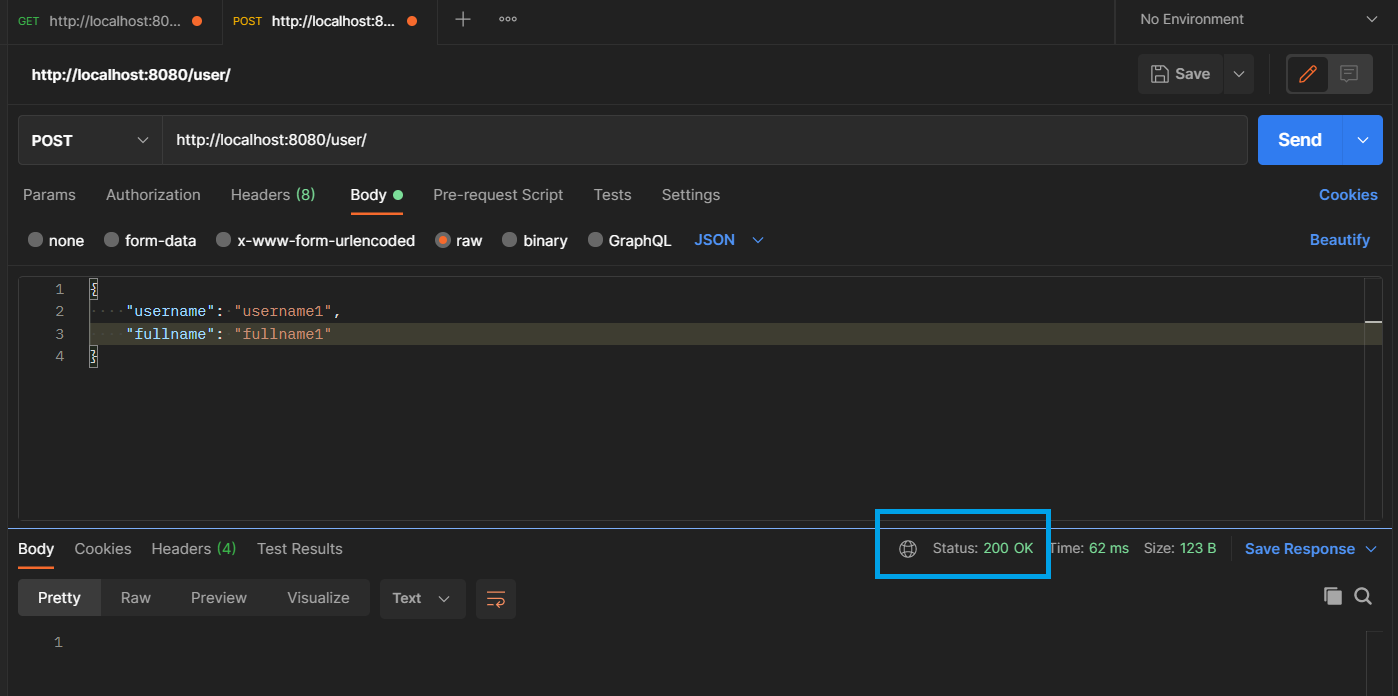 GET http://localhost:80... POST http://localhost:8... No Environment
http://localhost:8080/user/ Save
POST http://localhost:8080/user/ Send
Params Authorization Headers (8) Body Pre-request Script Tests Settings Cookies
none form-data x-www-form-urlencoded raw binary GraphQL JSON Beautify
1 {
2 "username": "username1",
3 "fullname": "fullname1"
4 }
Body Cookies Headers (4) Test Results Status: 200 OK Time: 62 ms Size: 123 B Save Response
Pretty Raw Preview Visualize Text
1